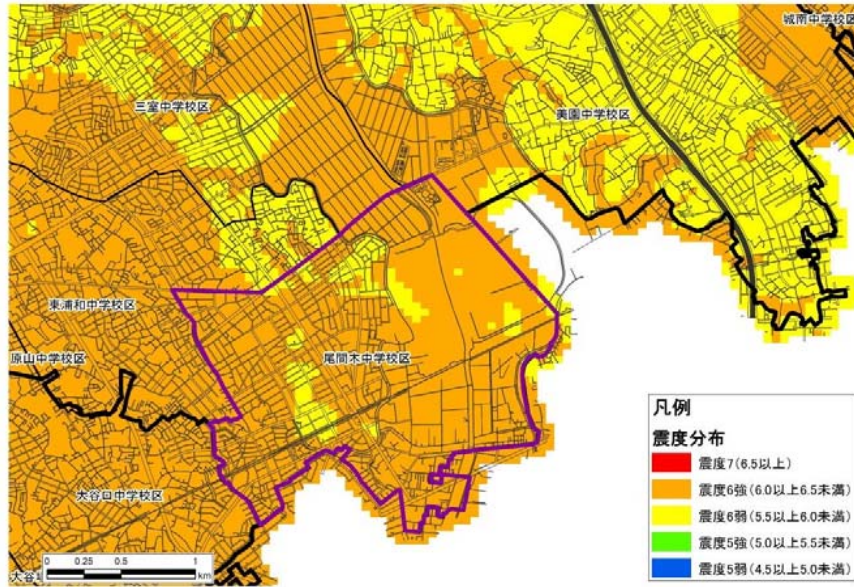 城南中学校区
三室中学校区
美園中学校区
東浦和中学校区
尾間木中学校区
原山中学校区
大谷口中学校区
大谷
凡例
震度分布
震度7(6.5以上)
震度6強(6.0以上6.5未満)
震度6弱(5.5以上6.0未満)
震度5強(5.0以上5.5未満)
震度5弱(4.5以上5.0未満)
0 0.25 0.5 1
km